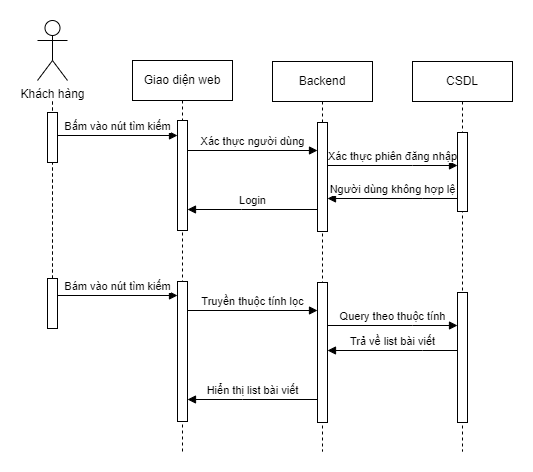 Khách hàng
Giao diện web
Backend
CSDL
Bấm vào nút tìm kiếm
Xác thực người dùng
Xác thực phiên đăng nhập
Người dùng không hợp lệ
Login
Bấm vào nút tìm kiếm
Truyền thuộc tính lọc
Query theo thuộc tính
Trả về list bài viết
Hiển thị list bài viết